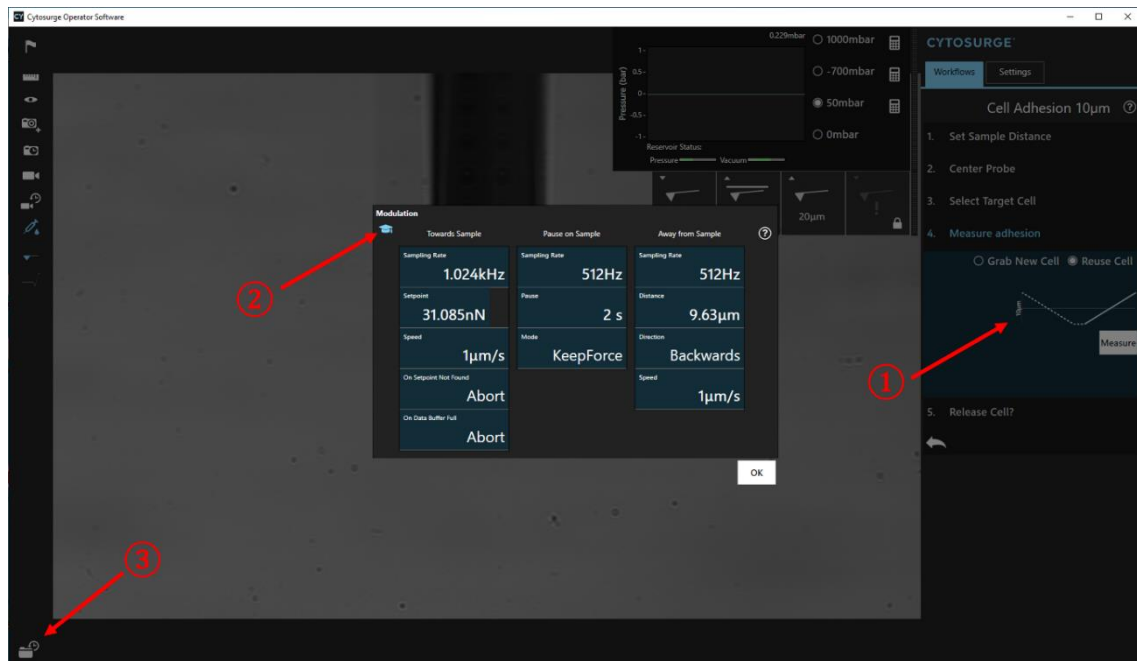 CY Cytosurge Operator Software
0.229mbar
1-
0.5-
0-
-0.5-
-1-
Pressure (bar)
1000mbar
-700mbar
50mbar
0mbar
Reservoir Status:
Pressure Vacuum
20µm
CYTOSURGE
Workflows Settings
Cell Adhesion 10µm ?
1. Set Sample Distance
2. Center Probe
3. Select Target Cell
4. Measure adhesion
Grab New Cell Reuse Cell
10µm
Measure
5. Release Cell?
Modulation
Towards Sample Pause on Sample Away from Sample ?
Sampling Rate Sampling Rate Sampling Rate
1.024kHz 512Hz 512Hz
Setpoint Pause Distance
31.085nN 2 s 9.63µm
Speed Mode Direction
1µm/s KeepForce Backwards
On Setpoint Not Found Speed
Abort 1µm/s
On Data Buffer Full
Abort
OK
①
②
③